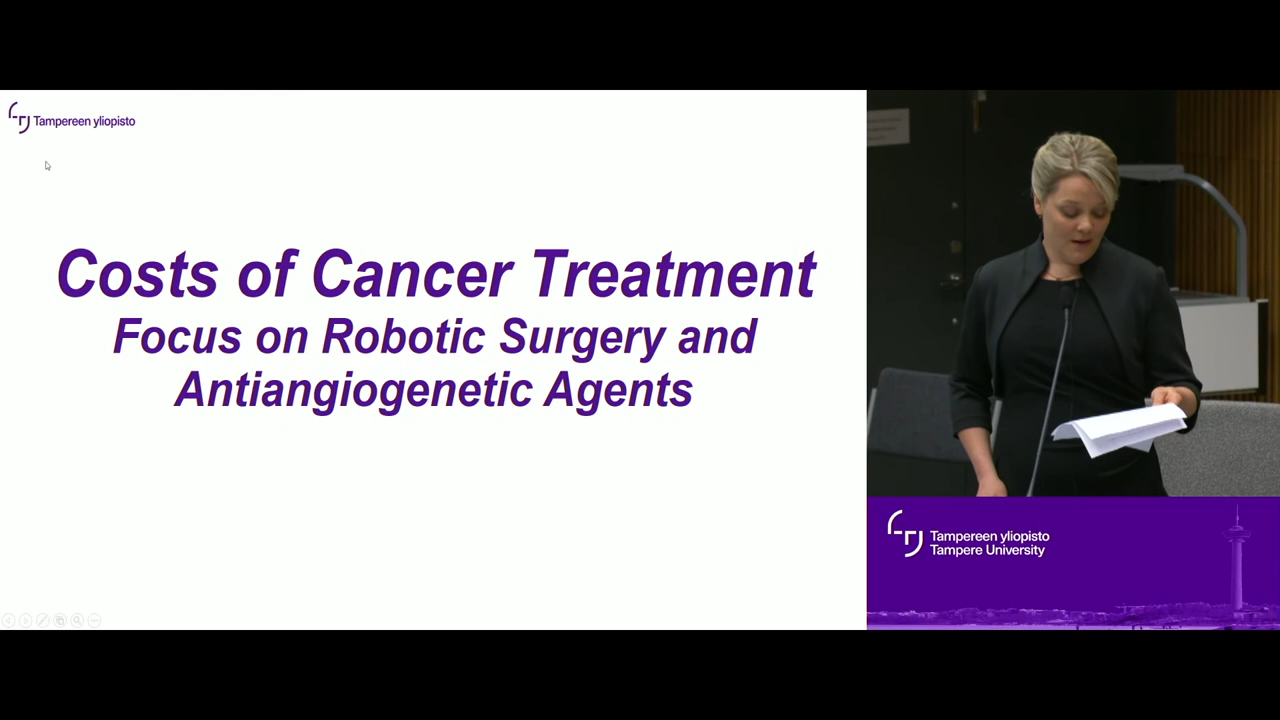 Tampereen yliopisto
Costs of Cancer Treatment
Focus on Robotic Surgery and
Antiangiogenetic Agents
Tampereen yliopisto
Tampere University